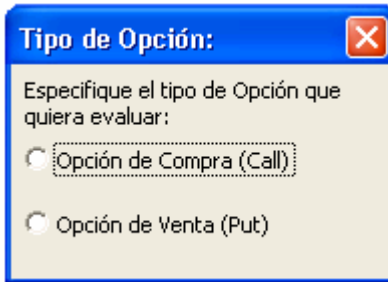 Tipo de Opción:
Especifique el tipo de Opción que
quiera evaluar:
Opción de Compra (Call)
Opción de Venta (Put)